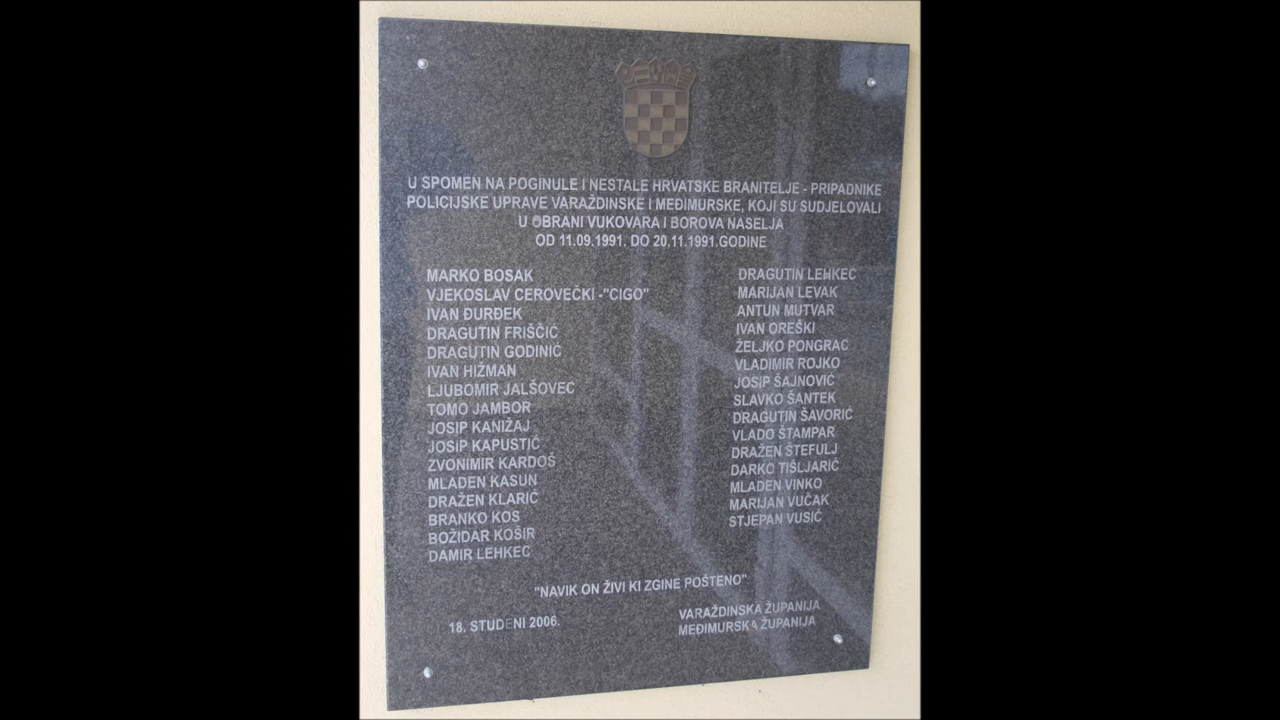 U SPOMEN NA POGINULE I NESTALE HRVATSKE BRANITELJE - PRIPADNIKE
POLICIJSKE UPRAVE VARAŽDINSKE I MEĐIMURSKE, KOJI SU SUDJELOVALI
U OBRANI VUKOVARA I BOROVA NASELJA
OD 11.09.1991. DO 20.11.1991.GODINE
MARKO BOSAK
VJEKOSLAV CEROVEČKI -"CIGO"
IVAN ĐURĐEK
DRAGUTIN FRIŠČIĆ
DRAGUTIN GODINIĆ
IVAN HIŽMAN
LJUBOMIR JALŠOVEC
TOMO JAMBOR
JOSIP KANIŽAJ
JOSIP KAPUSTIĆ
ZVONIMIR KARDOŠ
MLADEN KASUN
DRAŽEN KLARIĆ
BRANKO KOS
BOŽIDAR KOŠIR
DAMIR LEHKEC
DRAGUTIN LEHKEC
MARIJAN LEVAK
ANTUN MUTVAR
IVAN OREŠKI
ŽELJKO PONGRAC
VLADIMIR ROJKO
JOSIP ŠAJNOVIĆ
SLAVKO ŠANTEK
DRAGUTIN ŠAVORIĆ
VLADO ŠTAMPAR
DRAŽEN ŠTEFULJ
DARKO TIŠLJARIĆ
MLADEN VINKO
MARIJAN VUČAK
STJEPAN VUSIĆ
"NAVIK ON ŽIVI KI ZGINE POŠTENO"
18. STUDENI 2006.
VARAŽDINSKA ŽUPANIJA
MEĐIMURSKA ŽUPANIJA